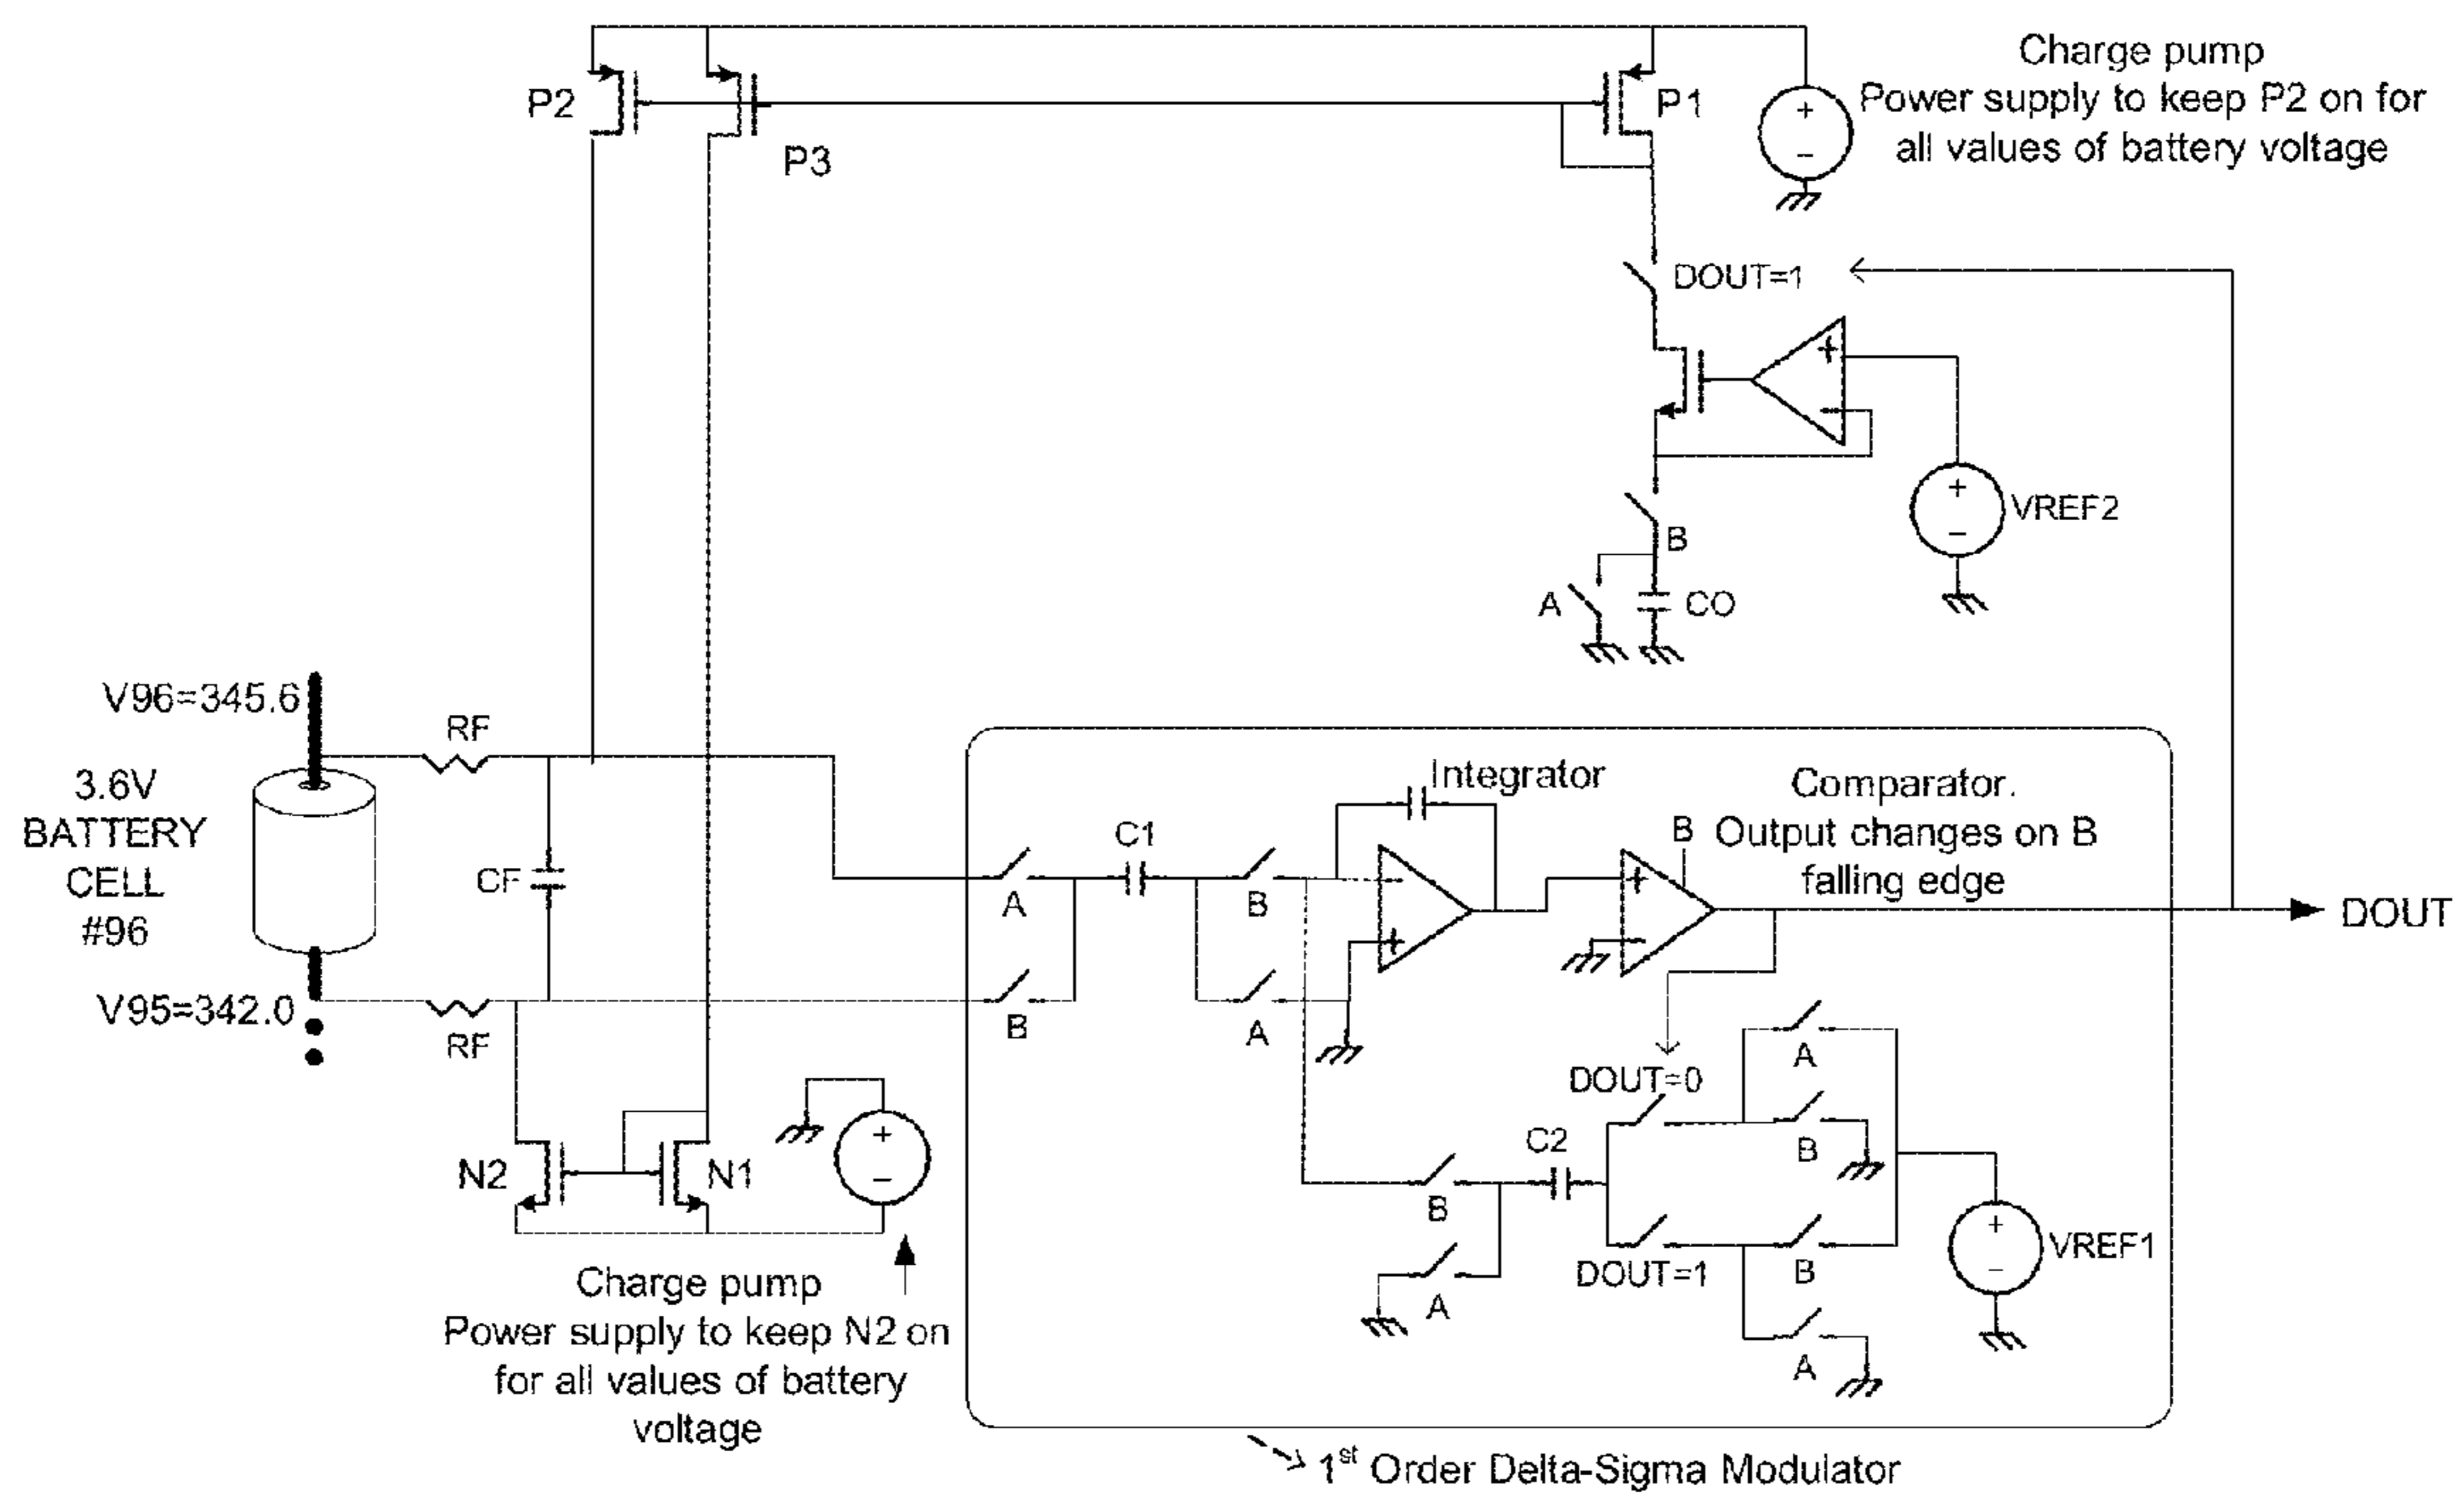 Charge pump
Power supply to keep P2 on for
all values of battery voltage
P2
P3
P1
+
−
DOUT=1
+
−
+
−
VREF2
B
A
CO
V96=345.6
RF
3.6V
BATTERY
CELL
#96
CF
V95=342.0
RF
Integrator
Comparator.
Output changes on B
falling edge
C1
B
A
B
−
+
+
−
DOUT
B
A
DOUT=0
A
B
N2
N1
+
−
C2
B
A
DOUT=1
B
A
+
−
VREF1
Charge pump
Power supply to keep N2 on
for all values of battery
voltage
1st Order Delta-Sigma Modulator